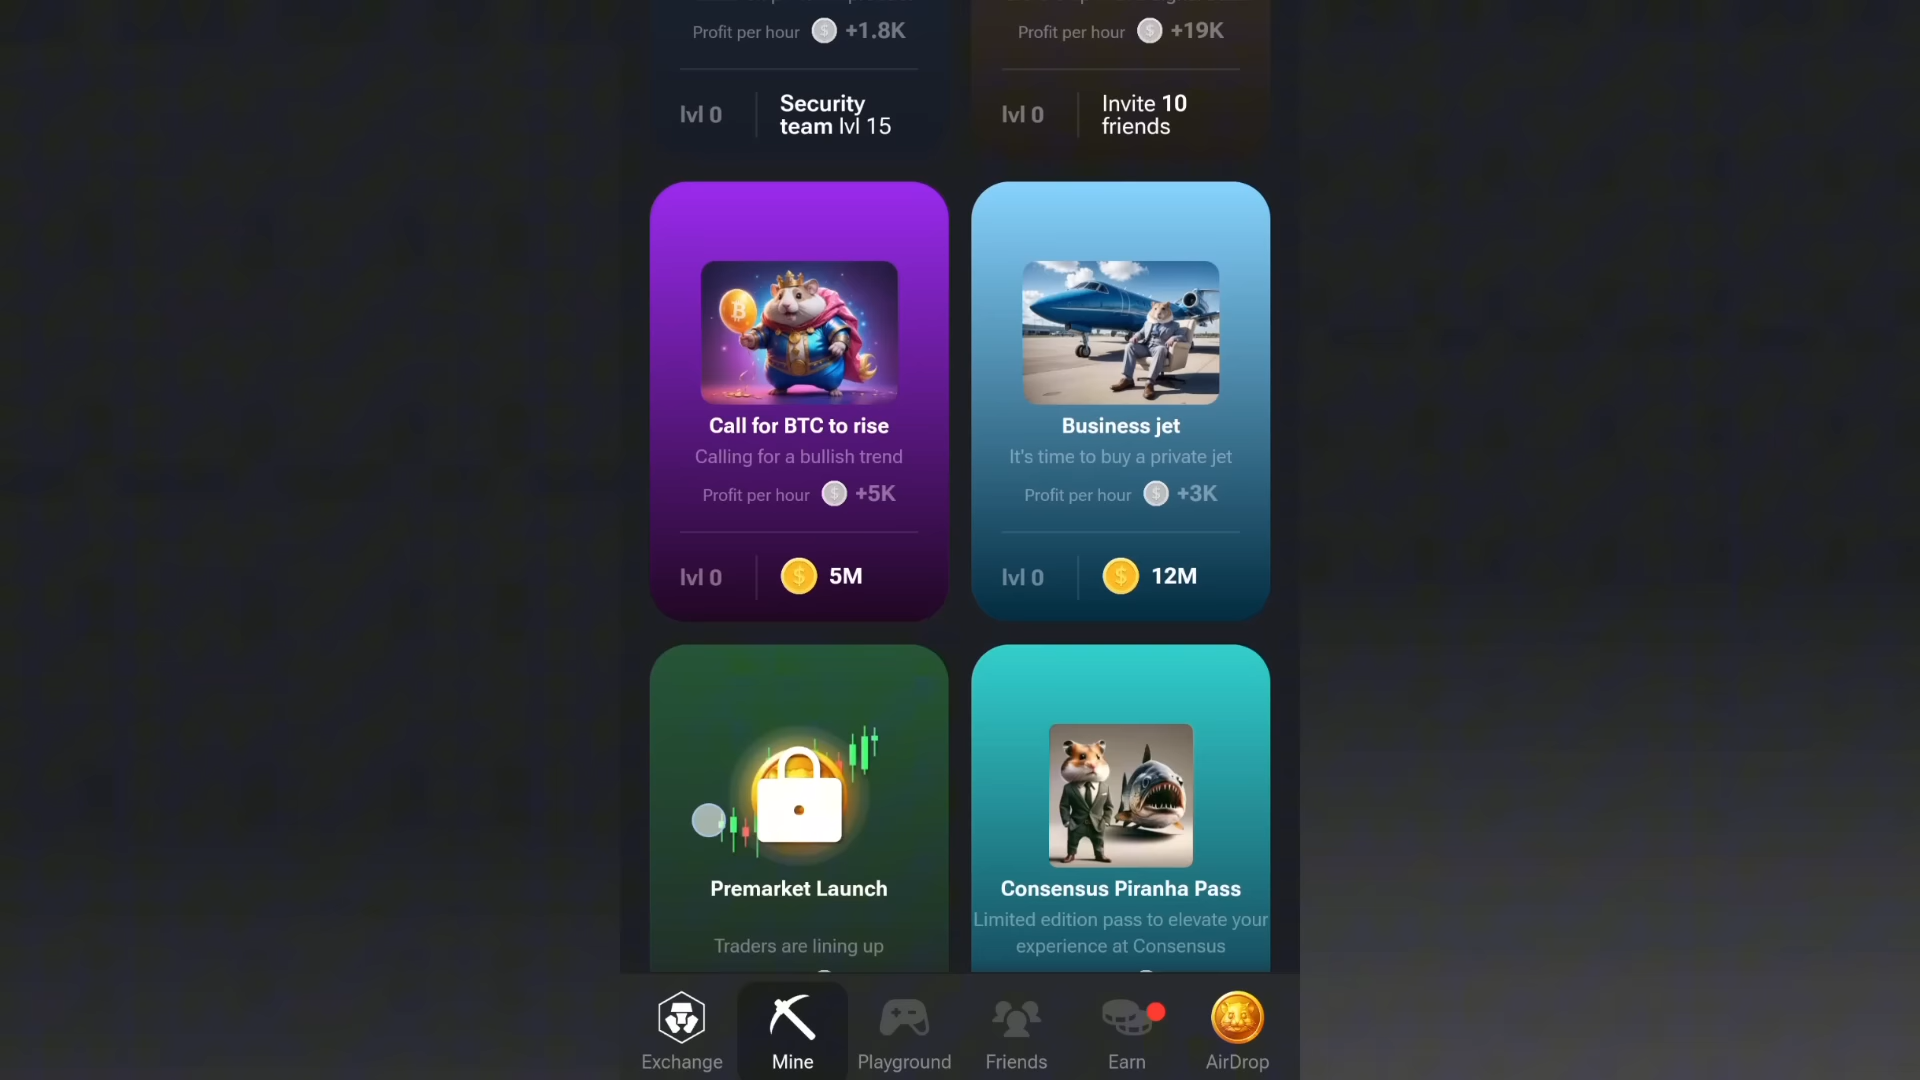 Profit per hour +1.8K
lvl 0
Security
team lvl 15
Profit per hour +19K
lvl 0
Invite 10
friends
Call for BTC to rise
Calling for a bullish trend
Profit per hour +5K
lvl 0
5M
Business jet
It's time to buy a private jet
Profit per hour +3K
lvl 0
12M
Premarket Launch
Traders are lining up
Consensus Piranha Pass
Limited edition pass to elevate your
experience at Consensus
Exchange
Mine
Playground
Friends
Earn
AirDrop